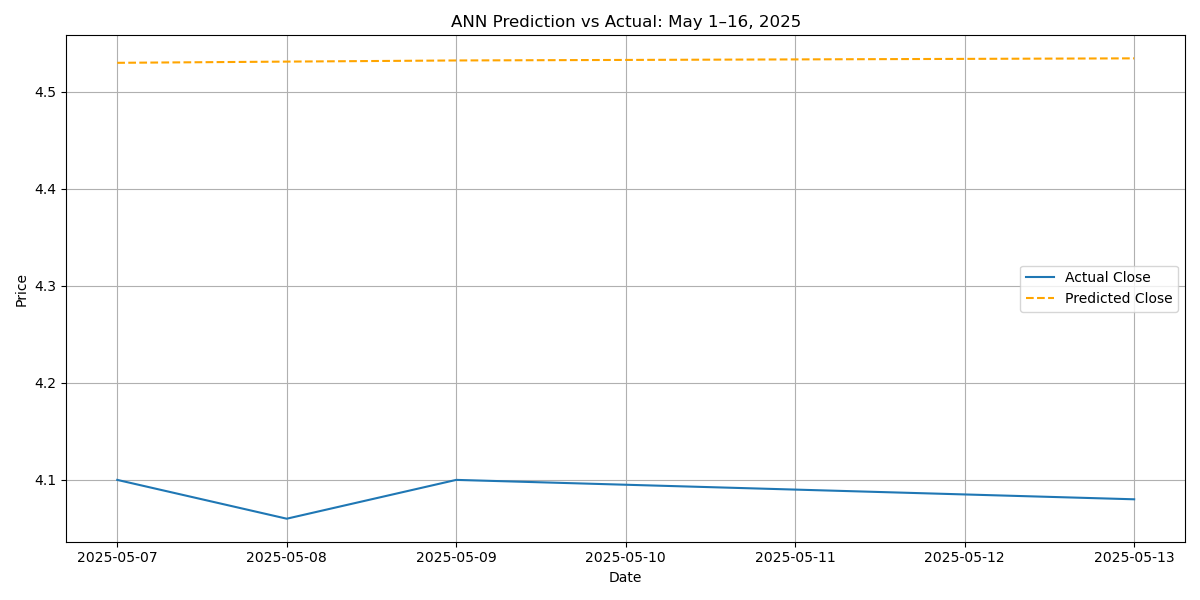 ANN Prediction vs Actual: May 1–16, 2025
Price
4.5
4.4
4.3
4.2
4.1
Actual Close
Predicted Close
2025-05-07
2025-05-08
2025-05-09
2025-05-10
2025-05-11
2025-05-12
2025-05-13
Date